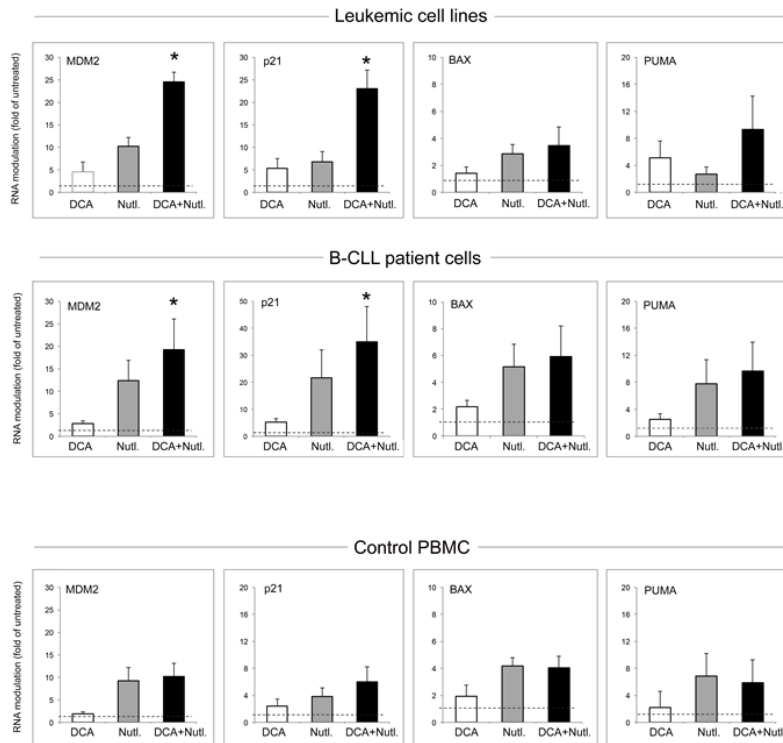 Leukemic cell lines
RNA modulation (fold of untreated)
MDM2
*
30
25
20
15
10
5
0
DCA Nutl. DCA+Nutl.
p21
*
30
25
20
15
10
5
0
DCA Nutl. DCA+Nutl.
BAX
10
8
6
4
2
0
DCA Nutl. DCA+Nutl.
PUMA
20
16
12
8
4
0
DCA Nutl. DCA+Nutl.
B-CLL patient cells
RNA modulation (fold of untreated)
MDM2
*
30
25
20
15
10
5
0
DCA Nutl. DCA+Nutl.
p21
*
50
40
30
20
10
0
DCA Nutl. DCA+Nutl.
BAX
10
8
6
4
2
0
DCA Nutl. DCA+Nutl.
PUMA
20
16
12
8
4
0
DCA Nutl. DCA+Nutl.
Control PBMC
RNA modulation (fold of untreated)
MDM2
30
25
20
15
10
5
0
DCA Nutl. DCA+Nutl.
p21
20
16
12
8
4
0
DCA Nutl. DCA+Nutl.
BAX
10
8
6
4
2
0
DCA Nutl. DCA+Nutl.
PUMA
20
16
12
8
4
0
DCA Nutl. DCA+Nutl.